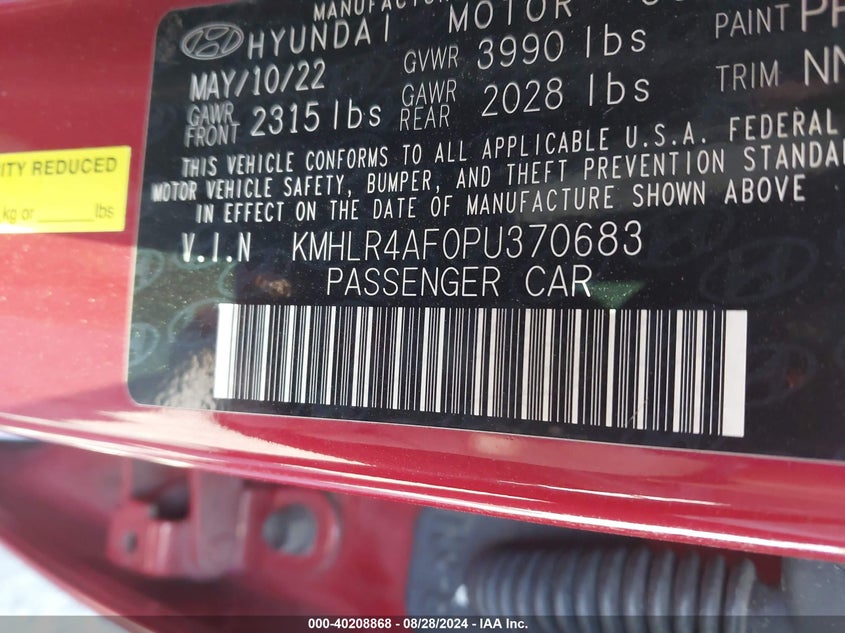 MANUFACTU
HYUNDAI MOTOR
PAINT
MAY/10/22
GVWR 3990 lbs
TRIM NN
GAWR FRONT 2315 lbs
GAWR REAR 2028 lbs
THIS VEHICLE CONFORMS TO ALL APPLICABLE U.S.A. FEDERAL
MOTOR VEHICLE SAFETY, BUMPER, AND THEFT PREVENTION STANDA
IN EFFECT ON THE DATE OF MANUFACTURE SHOWN ABOVE
V.I.N KMHLR4AF0PU370683
PASSENGER CAR
ITY REDUCED
kg or ______ lbs
000-40208868 - 08/28/2024 - IAA Inc.